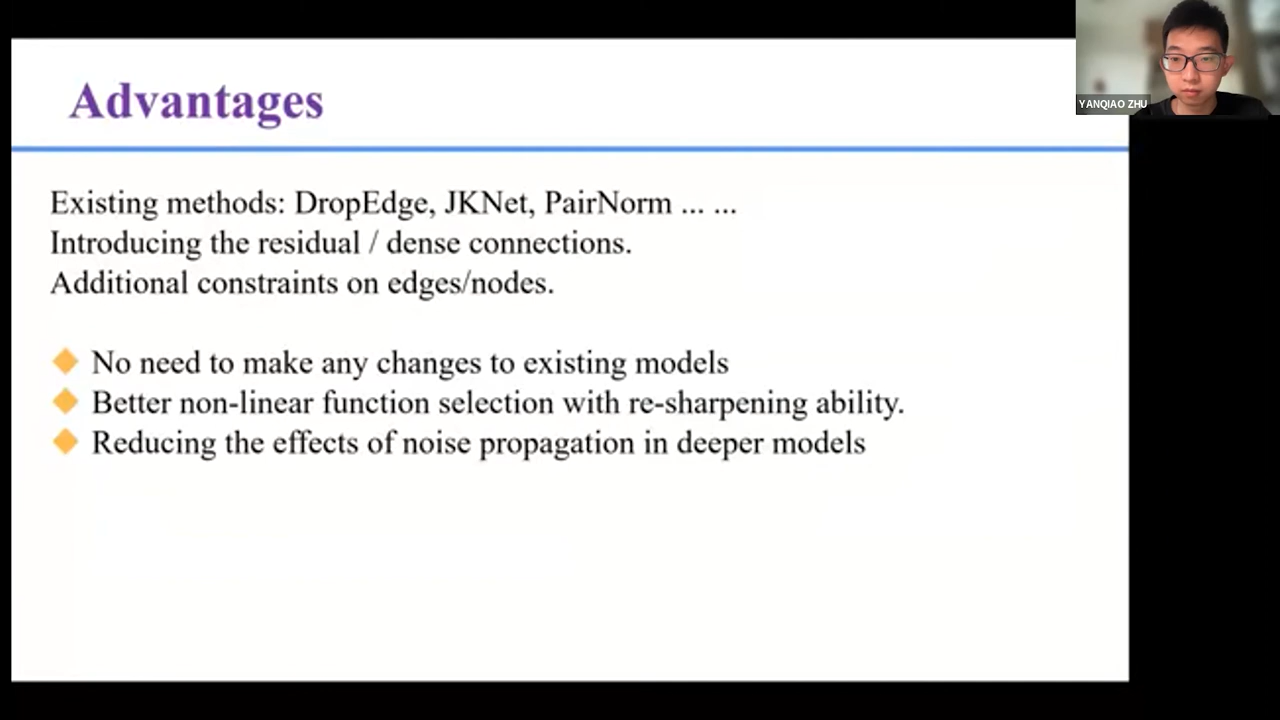 Advantages
YANQIAO ZHU
Existing methods: DropEdge, JKNet, PairNorm ... ...
Introducing the residual / dense connections.
Additional constraints on edges/nodes.
No need to make any changes to existing models
Better non-linear function selection with re-sharpening ability.
Reducing the effects of noise propagation in deeper models